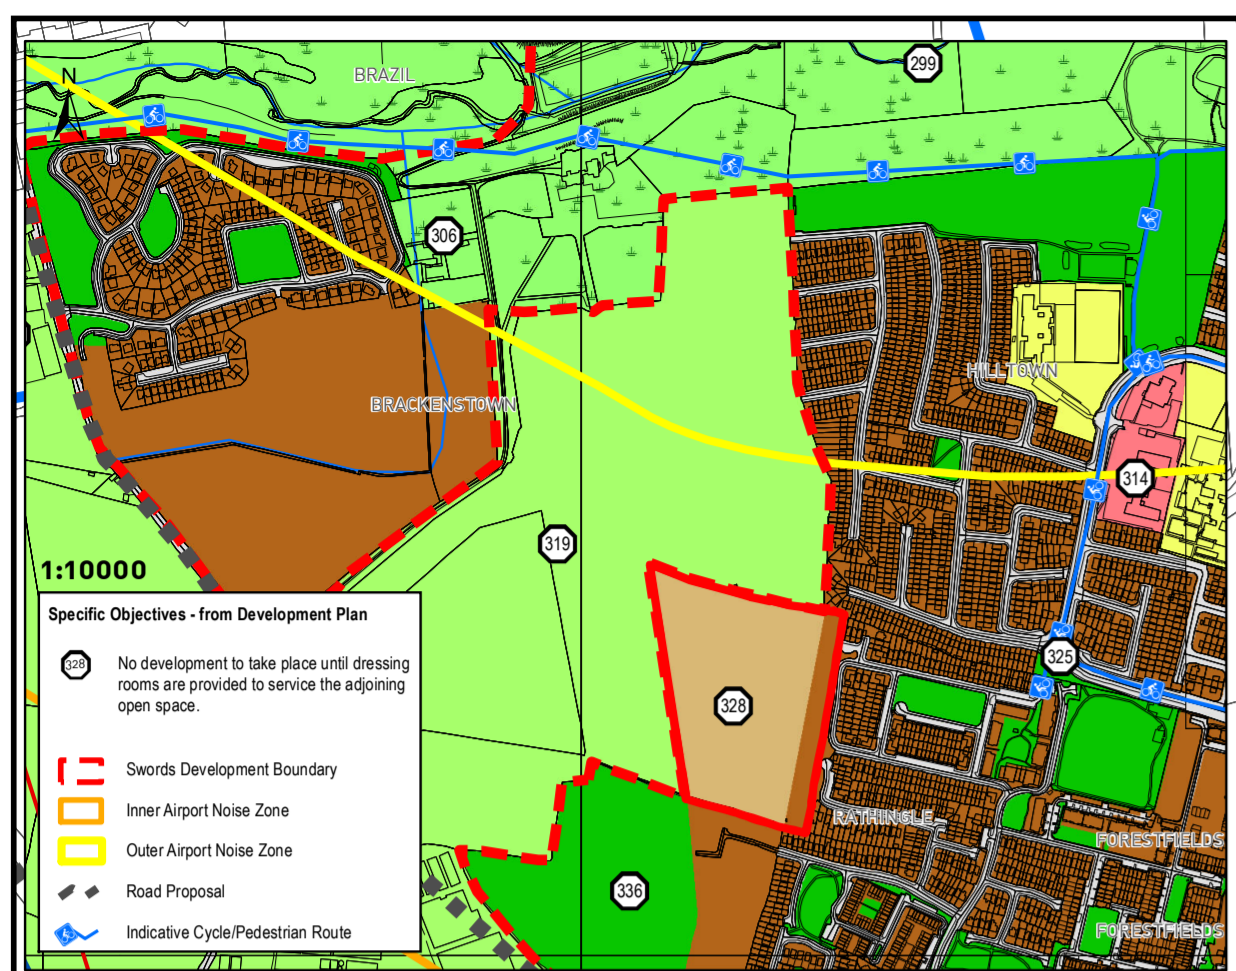 299
N
BRAZIL
306
HILLTOWN
BRACKENSTOWN
314
319
1:10000
Specific Objectives - from Development Plan
328
No development to take place until dressing
rooms are provided to service the adjoining
open space.
325
328
Swords Development Boundary
Inner Airport Noise Zone
RATHINGLE
FORESTFIELDS
Outer Airport Noise Zone
336
Road Proposal
Indicative Cycle/Pedestrian Route
FORESTFIELDS